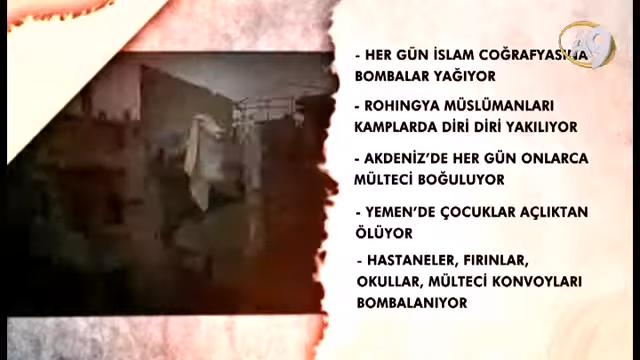 - HER GÜN İSLAM COĞRAFYASINA
BOMBALAR YAĞIYOR
- ROHINGYA MÜSLÜMANLARI
KAMPLARDA DİRİ DİRİ YAKILIYOR
- AKDENİZ'DE HER GÜN ONLARCA
MÜLTECİ BOĞULUYOR
- YEMEN'DE ÇOCUKLAR AÇLIKTAN
ÖLÜYOR
- HASTANELER, FIRINLAR,
OKULLAR, MÜLTECİ KONVOYLARI
BOMBALANIYOR